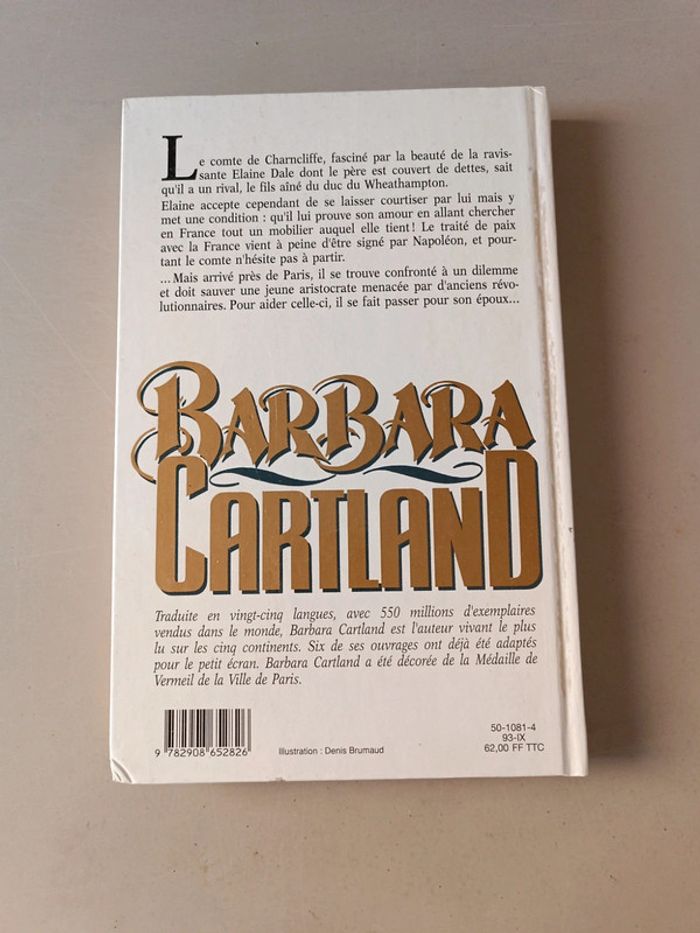 Le comte de Charncliffe, fasciné par la beauté de la ravis-
sante Elaine Dale dont le père est couvert de dettes, sait
qu'il a un rival, le fils aîné du duc du Wheathampton.
Elaine accepte cependant de se laisser courtiser par lui mais y
met une condition : qu'il lui prouve son amour en allant chercher
en France tout un mobilier auquel elle tient! Le traité de paix
avec la France vient à peine d'être signé par Napoléon, et pour-
tant le comte n'hésite pas à partir.
...Mais arrivé près de Paris, il se trouve confronté à un dilemme
et doit sauver une jeune aristocrate menacée par d'anciens révo-
lutionnaires. Pour aider celle-ci, il se fait passer pour son époux...
BARBARA
CARTLAND
Traduite en vingt-cinq langues, avec 550 millions d'exemplaires
vendus dans le monde, Barbara Cartland est l'auteur vivant le plus
lu sur les cinq continents. Six de ses ouvrages ont déjà été adaptés
pour le petit écran. Barbara Cartland a été décorée de la Médaille de
Vermeil de la Ville de Paris.
9 782908 652826
Illustration : Denis Brumaud
50-1081-4
93-IX
62,00 FF TTC